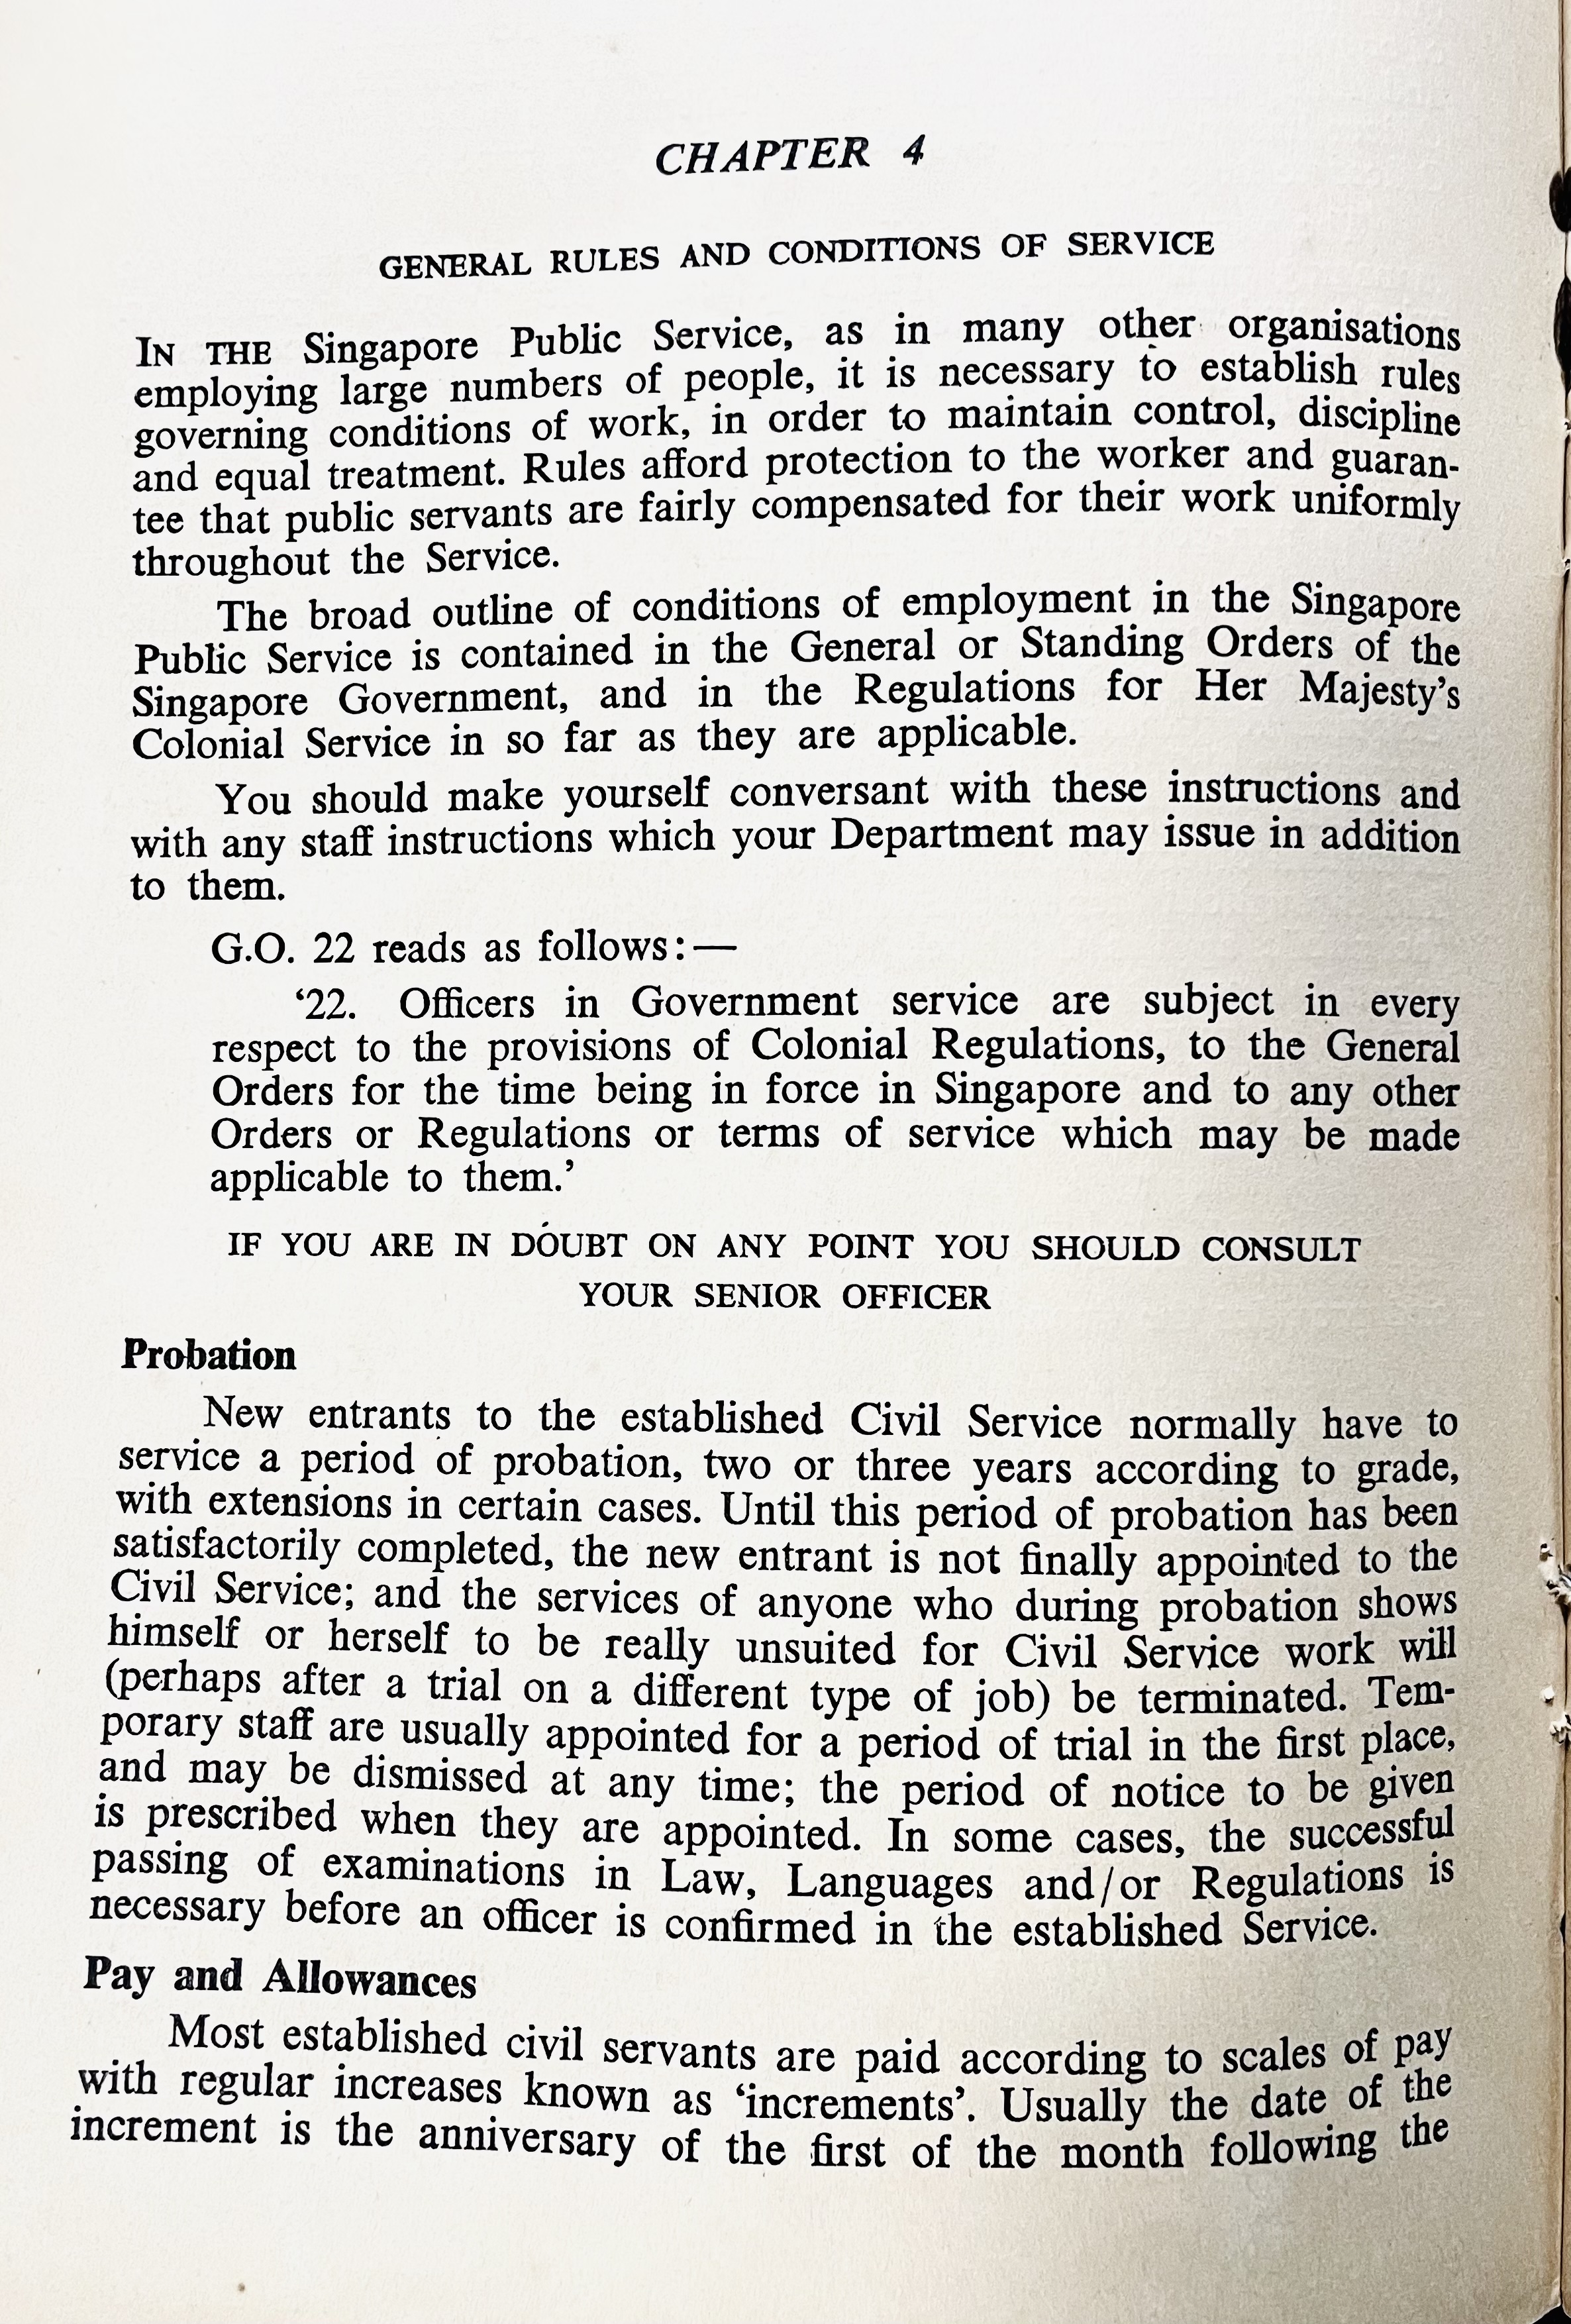 CHAPTER 4
GENERAL RULES AND CONDITIONS OF SERVICE
IN THE Singapore Public Service, as in many other organisations
employing large numbers of people, it is necessary to establish rules
governing conditions of work, in order to maintain control, discipline
and equal treatment. Rules afford protection to the worker and guaran-
tee that public servants are fairly compensated for their work uniformly
throughout the Service.
The broad outline of conditions of employment in the Singapore
Public Service is contained in the General or Standing Orders of the
Singapore Government, and in the Regulations for Her Majesty's
Colonial Service in so far as they are applicable.
You should make yourself conversant with these instructions and
with any staff instructions which your Department may issue in addition
to them.
G.O. 22 reads as follows:—
‘22. Officers in Government service are subject in every
respect to the provisions of Colonial Regulations, to the General
Orders for the time being in force in Singapore and to any other
Orders or Regulations or terms of service which may be made
applicable to them.’
IF YOU ARE IN DOUBT ON ANY POINT YOU SHOULD CONSULT
YOUR SENIOR OFFICER
Probation
New entrants to the established Civil Service normally have to
service a period of probation, two or three years according to grade,
with extensions in certain cases. Until this period of probation has been
satisfactorily completed, the new entrant is not finally appointed to the
Civil Service; and the services of anyone who during probation shows
himself or herself to be really unsuited for Civil Service work will
(perhaps after a trial on a different type of job) be terminated. Tem-
porary staff are usually appointed for a period of trial in the first place,
and may be dismissed at any time; the period of notice to be given
is prescribed when they are appointed. In some cases, the successful
passing of examinations in Law, Languages and/or Regulations is
necessary before an officer is confirmed in the established Service.
Pay and Allowances
Most established civil servants are paid according to scales of pay
with regular increases known as ‘increments’. Usually the date of the
increment is the anniversary of the first of the month following the